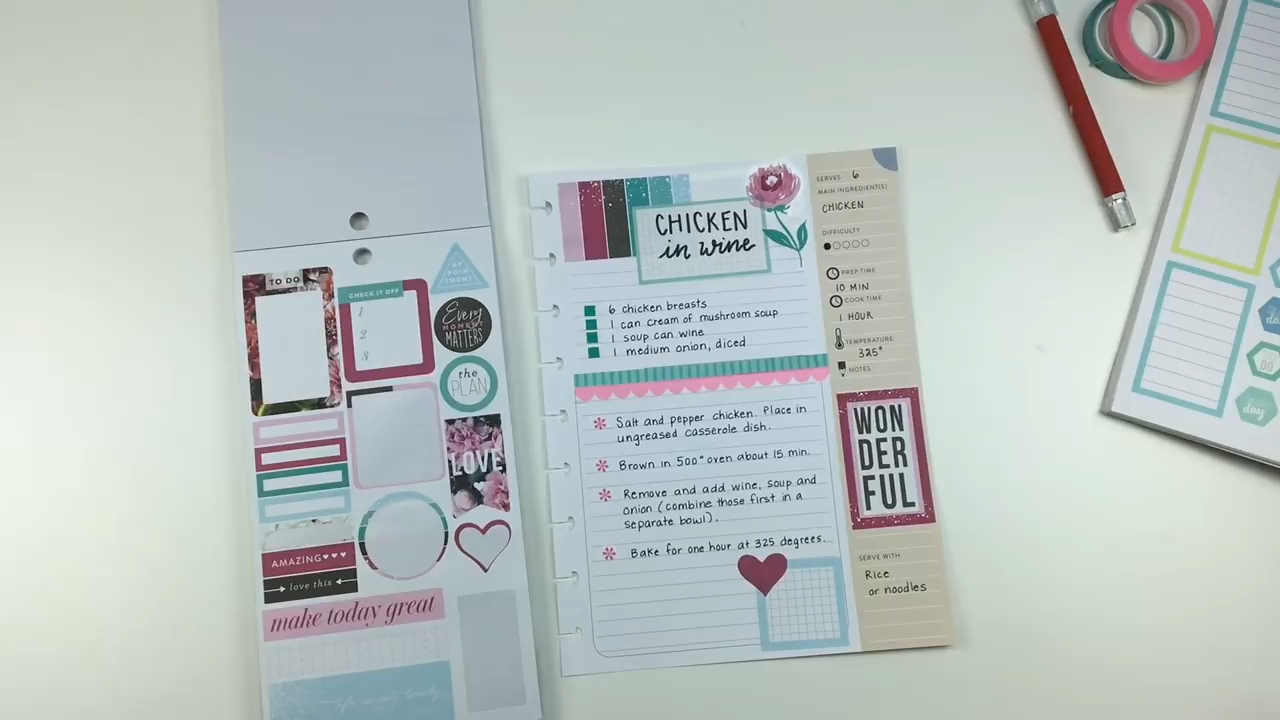 TO DO
CHECK IT OFF
1
2
3
AP
POIN
TMENT
Every
MOMENT
MATTERS
the
PLAN
LOVE
AMAZING♥♥♥
love this
make today great
CHICKEN
in wine
6 chicken breasts
1 can cream of mushroom soup
1 soup can wine
1 medium onion, diced
* Salt and pepper chicken. Place in
ungreased casserole dish.
* Brown in 500° oven about 15 min.
* Remove and add wine, soup and
onion (combine those first in a
separate bowl).
* Bake for one hour at 325 degrees.
SERVES 6
MAIN INGREDIENT(S)
CHICKEN
DIFFICULTY
PREP TIME
10 MIN
COOK TIME
1 HOUR
TEMPERATURE
325°
NOTES
WON
DER
FUL
SERVE WITH
Rice
or noodles
00
day